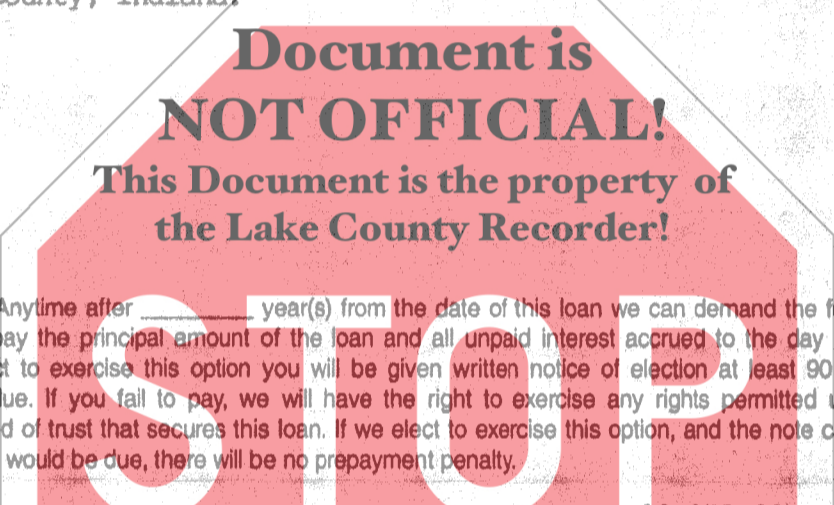 Document is
NOT OFFICIAL!
This Document is the property of
the Lake County Recorder!
STOP
Anytime after __________ year(s) from the date of this loan we can demand the
the principal amount of the loan and all unpaid interest accrued to the day
to exercise this option you will be given written notice of election at least 90
If you fail to pay, we will have the right to exercise any rights permitted
of trust that secures this loan. If we elect to exercise this option, and the note
would be due, there will be no prepayment penalty.